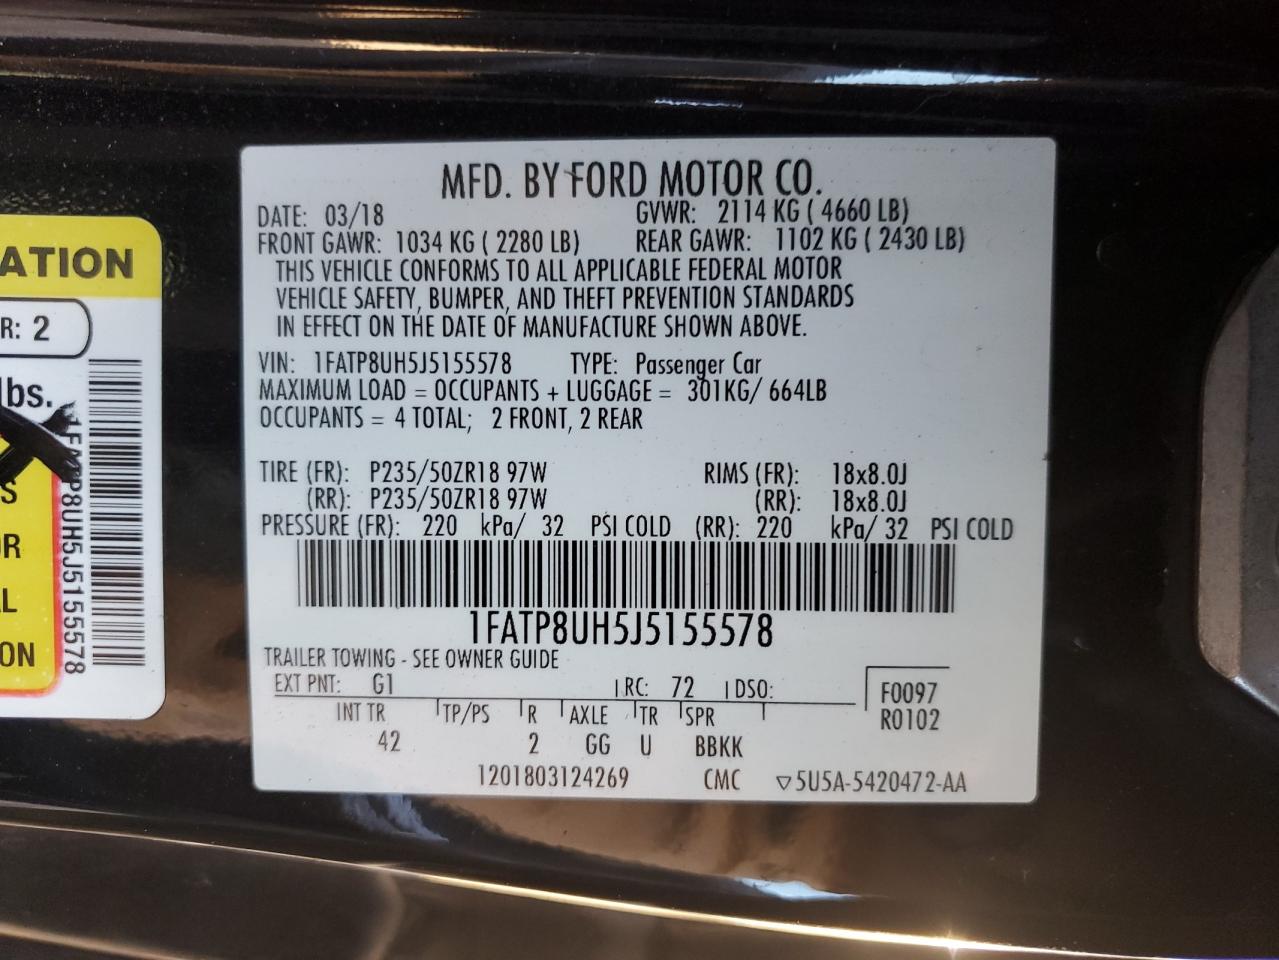 MFD. BY FORD MOTOR CO.
DATE: 03/18 GVWR: 2114 KG ( 4660 LB)
FRONT GAWR: 1034 KG ( 2280 LB) REAR GAWR: 1102 KG ( 2430 LB)
THIS VEHICLE CONFORMS TO ALL APPLICABLE FEDERAL MOTOR
VEHICLE SAFETY, BUMPER, AND THEFT PREVENTION STANDARDS
IN EFFECT ON THE DATE OF MANUFACTURE SHOWN ABOVE.
VIN: 1FATP8UH5J5155578 TYPE: Passenger Car
MAXIMUM LOAD = OCCUPANTS + LUGGAGE = 301KG/ 664LB
OCCUPANTS = 4 TOTAL; 2 FRONT, 2 REAR
TIRE (FR): P235/50ZR18 97W RIMS (FR): 18x8.0J
(RR): P235/50ZR18 97W (RR): 18x8.0J
PRESSURE (FR): 220 kPa/ 32 PSI COLD (RR): 220 kPa/ 32 PSI COLD
1FATP8UH5J5155578
TRAILER TOWING - SEE OWNER GUIDE
EXT PNT: G1 RC: 72 DSO: F0097
R0102
INT TR TP/PS R AXLE TR SPR
42 2 GG U BBKK
1201803124269 CMC ▽5U5A-5420472-AA
ATION
R: 2
lbs.
S
OR
L
ON
1FATP8UH5J5155578